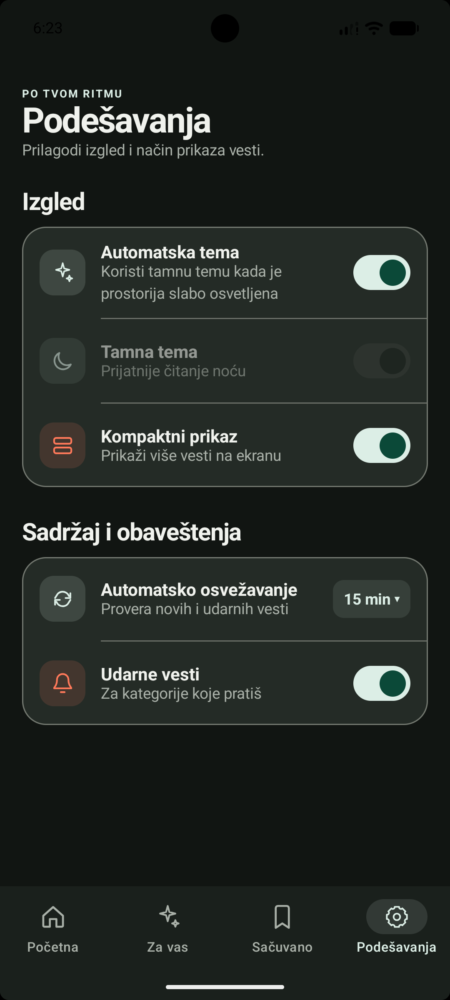 6:23
PO TVOM RITMU
Podešavanja
Prilagodi izgled i način prikaza vesti.
Izgled
Automatska tema
Koristi tamnu temu kada je
prostorija slabo osvetljena
Tamna tema
Prijatnije čitanje noću
Kompaktni prikaz
Prikaži više vesti na ekranu
Sadržaj i obaveštenja
Automatsko osvežavanje
Provera novih i udarnih vesti
15 min ▾
Udarne vesti
Za kategorije koje pratiš
Početna
Za vas
Sačuvano
Podešavanja